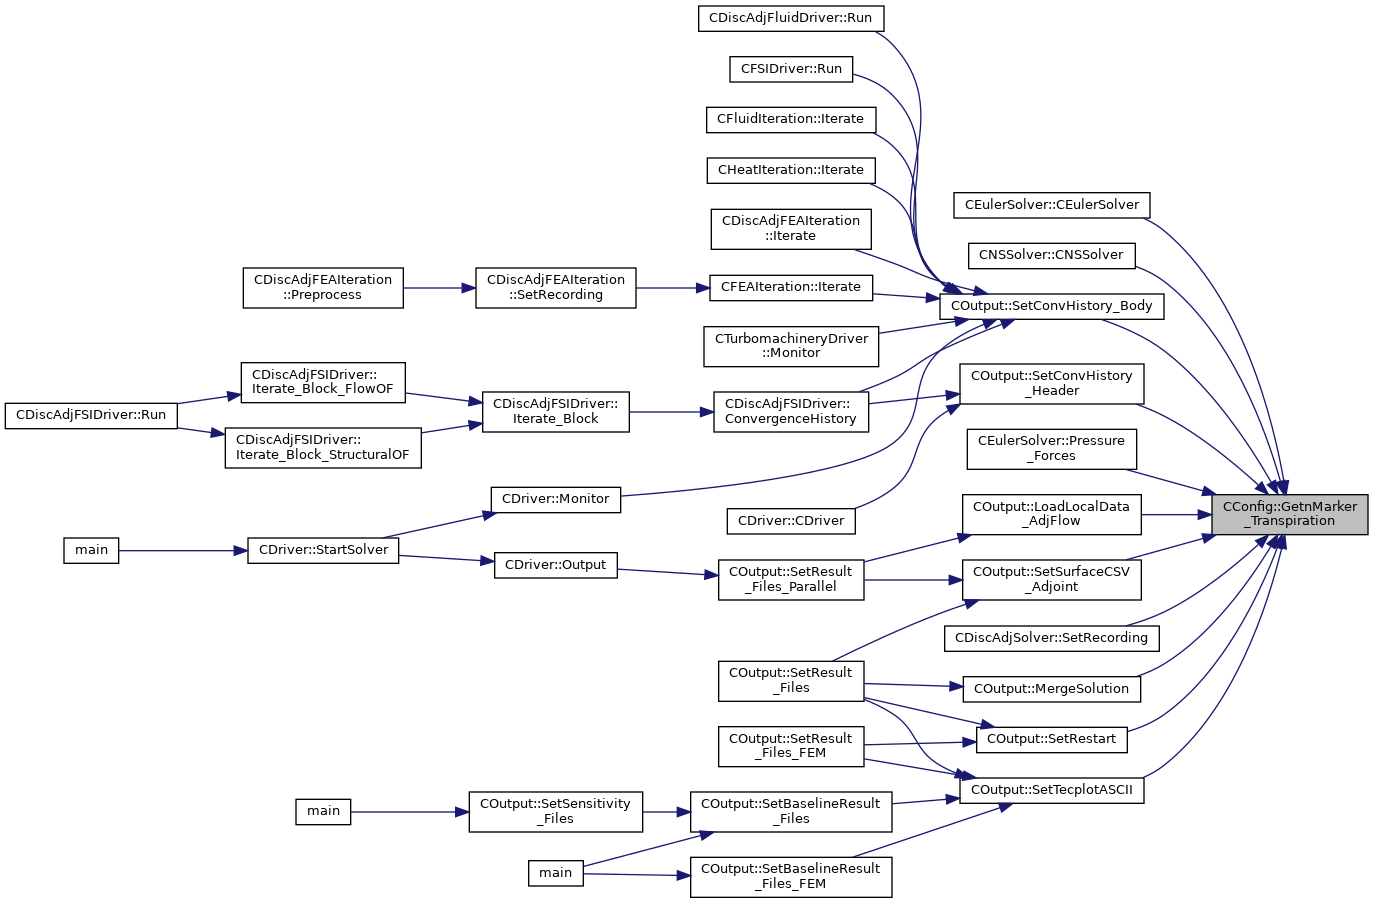 CDiscAdjFluidDriver::Run
CFSIDriver::Run
CFluidIteration::Iterate
CHeatIteration::Iterate
CDiscAdjFEAIteration
::Iterate
CEulerSolver::CEulerSolver
CNSSolver::CNSSolver
CDiscAdjFEAIteration
::Preprocess
CDiscAdjFEAIteration
::SetRecording
CFEAIteration::Iterate
COutput::SetConvHistory_Body
CTurbomachineryDriver
::Monitor
CDiscAdjFSIDriver::Run
CDiscAdjFSIDriver::
Iterate_Block_FlowOF
CDiscAdjFSIDriver::
Iterate_Block_StructuralOF
CDiscAdjFSIDriver::
Iterate_Block
CDiscAdjFSIDriver::
ConvergenceHistory
COutput::SetConvHistory
_Header
CEulerSolver::Pressure
_Forces
CDriver::Monitor
CDriver::CDriver
COutput::LoadLocalData
_AdjFlow
CConfig::GetnMarker
_Transpiration
main
CDriver::StartSolver
CDriver::Output
COutput::SetResult
_Files_Parallel
COutput::SetSurfaceCSV
_Adjoint
CDiscAdjSolver::SetRecording
COutput::SetResult
_Files
COutput::MergeSolution
COutput::SetResult
_Files_FEM
COutput::SetRestart
COutput::SetTecplotASCII
main
COutput::SetSensitivity
_Files
COutput::SetBaselineResult
_Files
main
COutput::SetBaselineResult
_Files_FEM